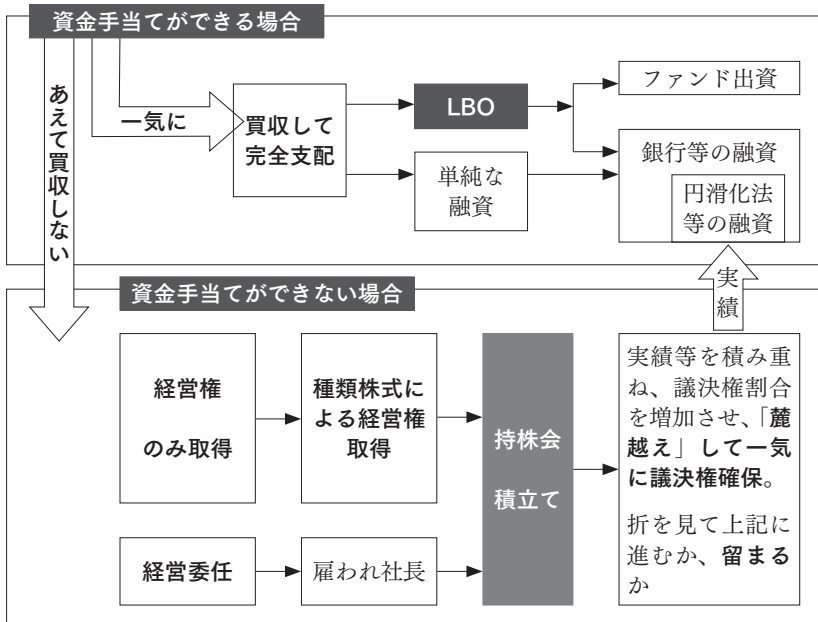 資金手当てができる場合
あえて買収しない
一気に
買収して
完全支配
LBO
単純な
融資
ファンド出資
銀行等の融資
円滑化法
等の融資
実績
資金手当てができない場合
経営権
のみ取得
種類株式に
よる経営権
取得
経営委任
雇われ社長
持株会
積立て
実績等を積み重
ね、議決権割合
を増加させ、「麓
越え」して一気
に議決権確保。
折を見て上記に
進むか、留まる
か